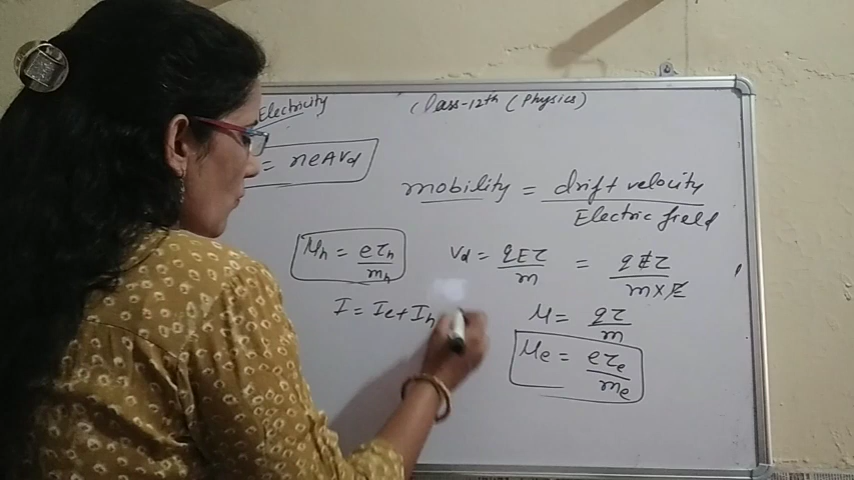 Electricity
Class-12th (Physics)
= neAVd
mobility = drift velocity / Electric field
μh = eτh / mh
Vd = qEτ / m = qEτ / m×E
I = Ie+Ih
μ = qτ / m
μe = eτe / me